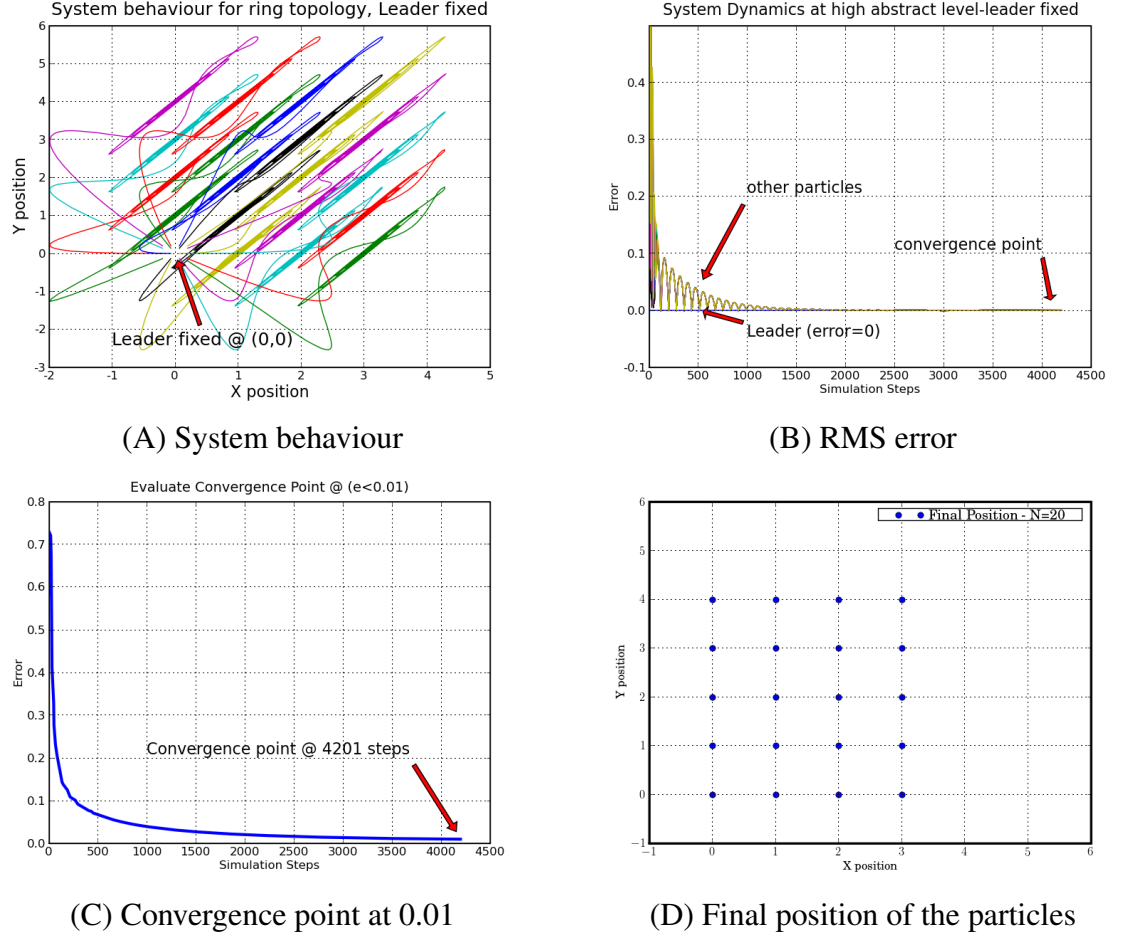 System behaviour for ring topology, Leader fixed
6
5
4
3
2
1
0
-1
-2
-3
Y position
Leader fixed @ (0,0)
-2 -1 0 1 2 3 4 5
X position
(A) System behaviour
System Dynamics at high abstract level-leader fixed
0.4
0.3
0.2
0.1
0.0
-0.1
Error
other particles
convergence point
Leader (error=0)
0 500 1000 1500 2000 2500 3000 3500 4000 4500
Simulation Steps
(B) RMS error
Evaluate Convergence Point @ (e<0.01)
0.8
0.7
0.6
0.5
0.4
0.3
0.2
0.1
0.0
Error
Convergence point @ 4201 steps
0 500 1000 1500 2000 2500 3000 3500 4000 4500
Simulation Steps
(C) Convergence point at 0.01
Final Position - N=20
6
5
4
3
2
1
0
−1
Y position
−1 0 1 2 3 4 5 6
X position
(D) Final position of the particles